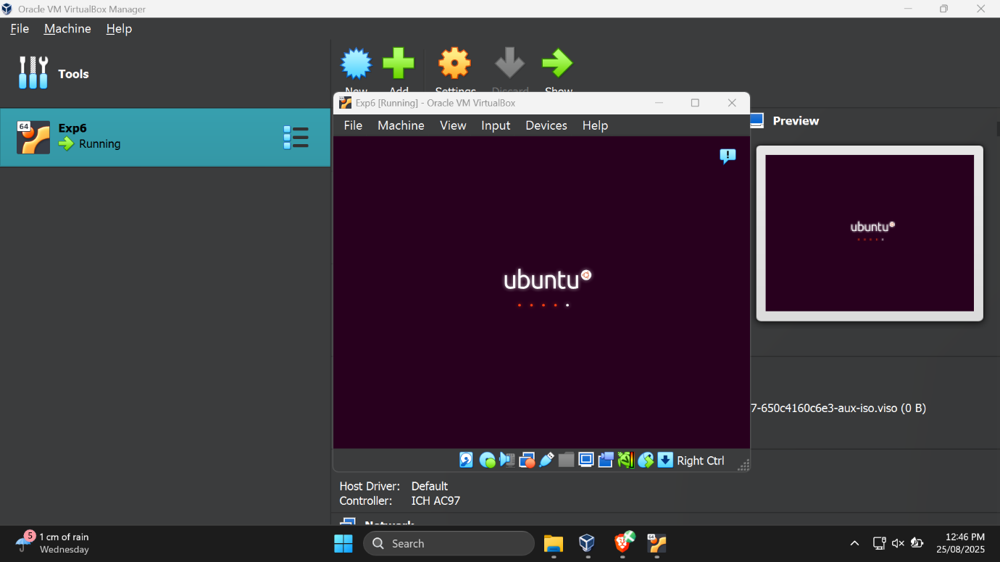 Oracle VM VirtualBox Manager
File Machine Help
Tools
New Add Settings Discard Show
64
Exp6
Running
64 Exp6 [Running] - Oracle VM VirtualBox
File Machine View Input Devices Help
ubuntu
Right Ctrl
Preview
ubuntu
7-650c4160c6e3-aux-iso.viso (0 B)
Host Driver: Default
Controller: ICH AC97
Network
5
1 cm of rain
Wednesday
Search
64
12:46 PM
25/08/2025